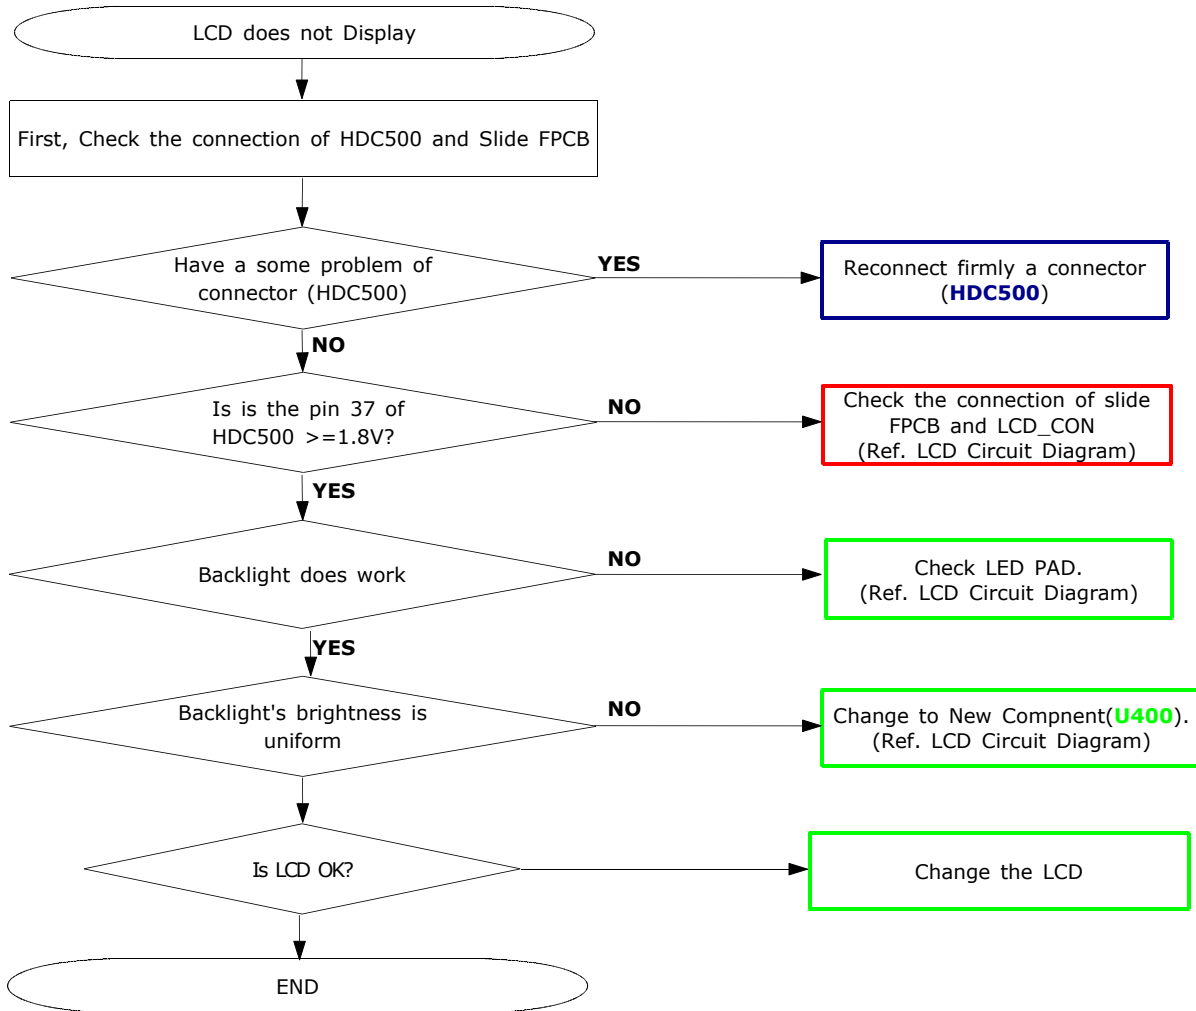 LCD does not Display
First, Check the connection of HDC500 and Slide FPCB
Have a some problem of
connector (HDC500)
YES
Reconnect firmly a connector
(HDC500)
NO
Is is the pin 37 of
HDC500 >=1.8V?
NO
Check the connection of slide
FPCB and LCD_CON
(Ref. LCD Circuit Diagram)
YES
Backlight does work
NO
Check LED PAD.
(Ref. LCD Circuit Diagram)
YES
Backlight's brightness is
uniform
NO
Change to New Compnent(U400).
(Ref. LCD Circuit Diagram)
Is LCD OK?
Change the LCD
END